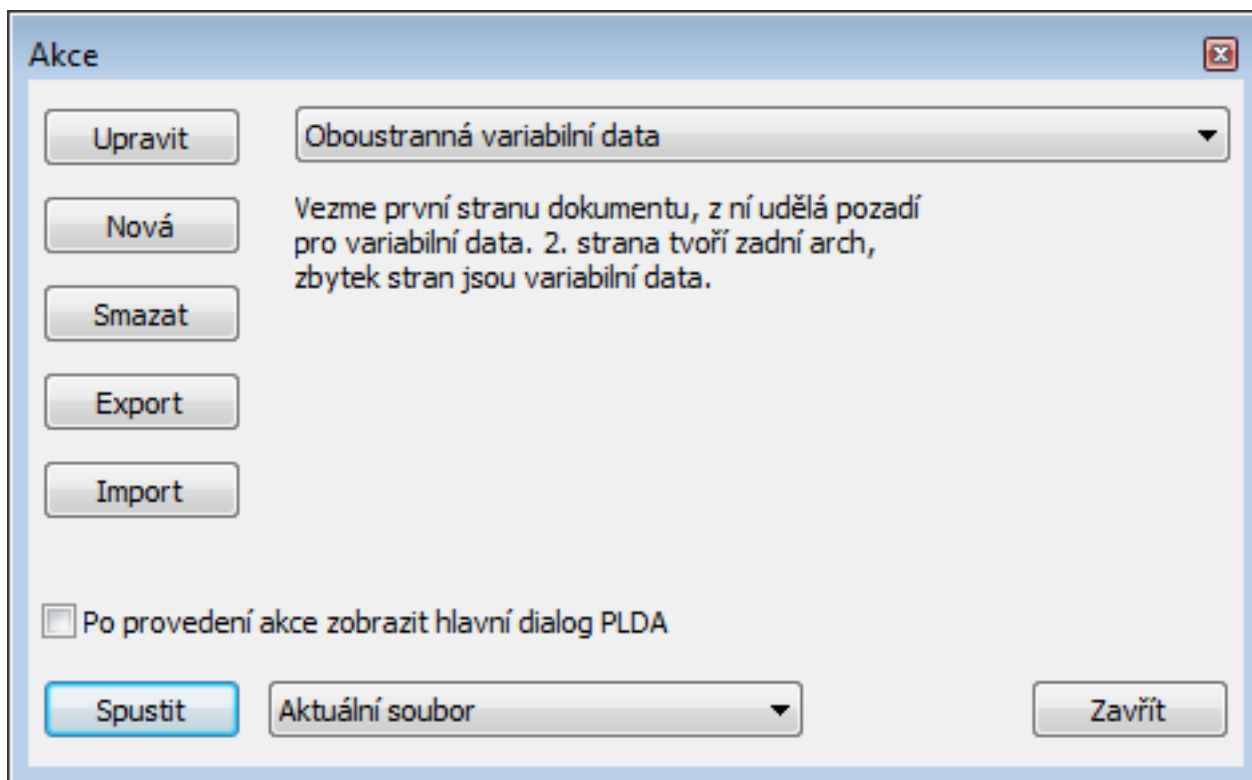 Akce
Upravit
Oboustranná variabilní data
Nová
Vezme první stranu dokumentu, z ní udělá pozadí
pro variabilní data. 2. strana tvoří zadní arch,
zbytek stran jsou variabilní data.
Smazat
Export
Import
Po provedení akce zobrazit hlavní dialog PLDA
Spustit
Aktuální soubor
Zavřít